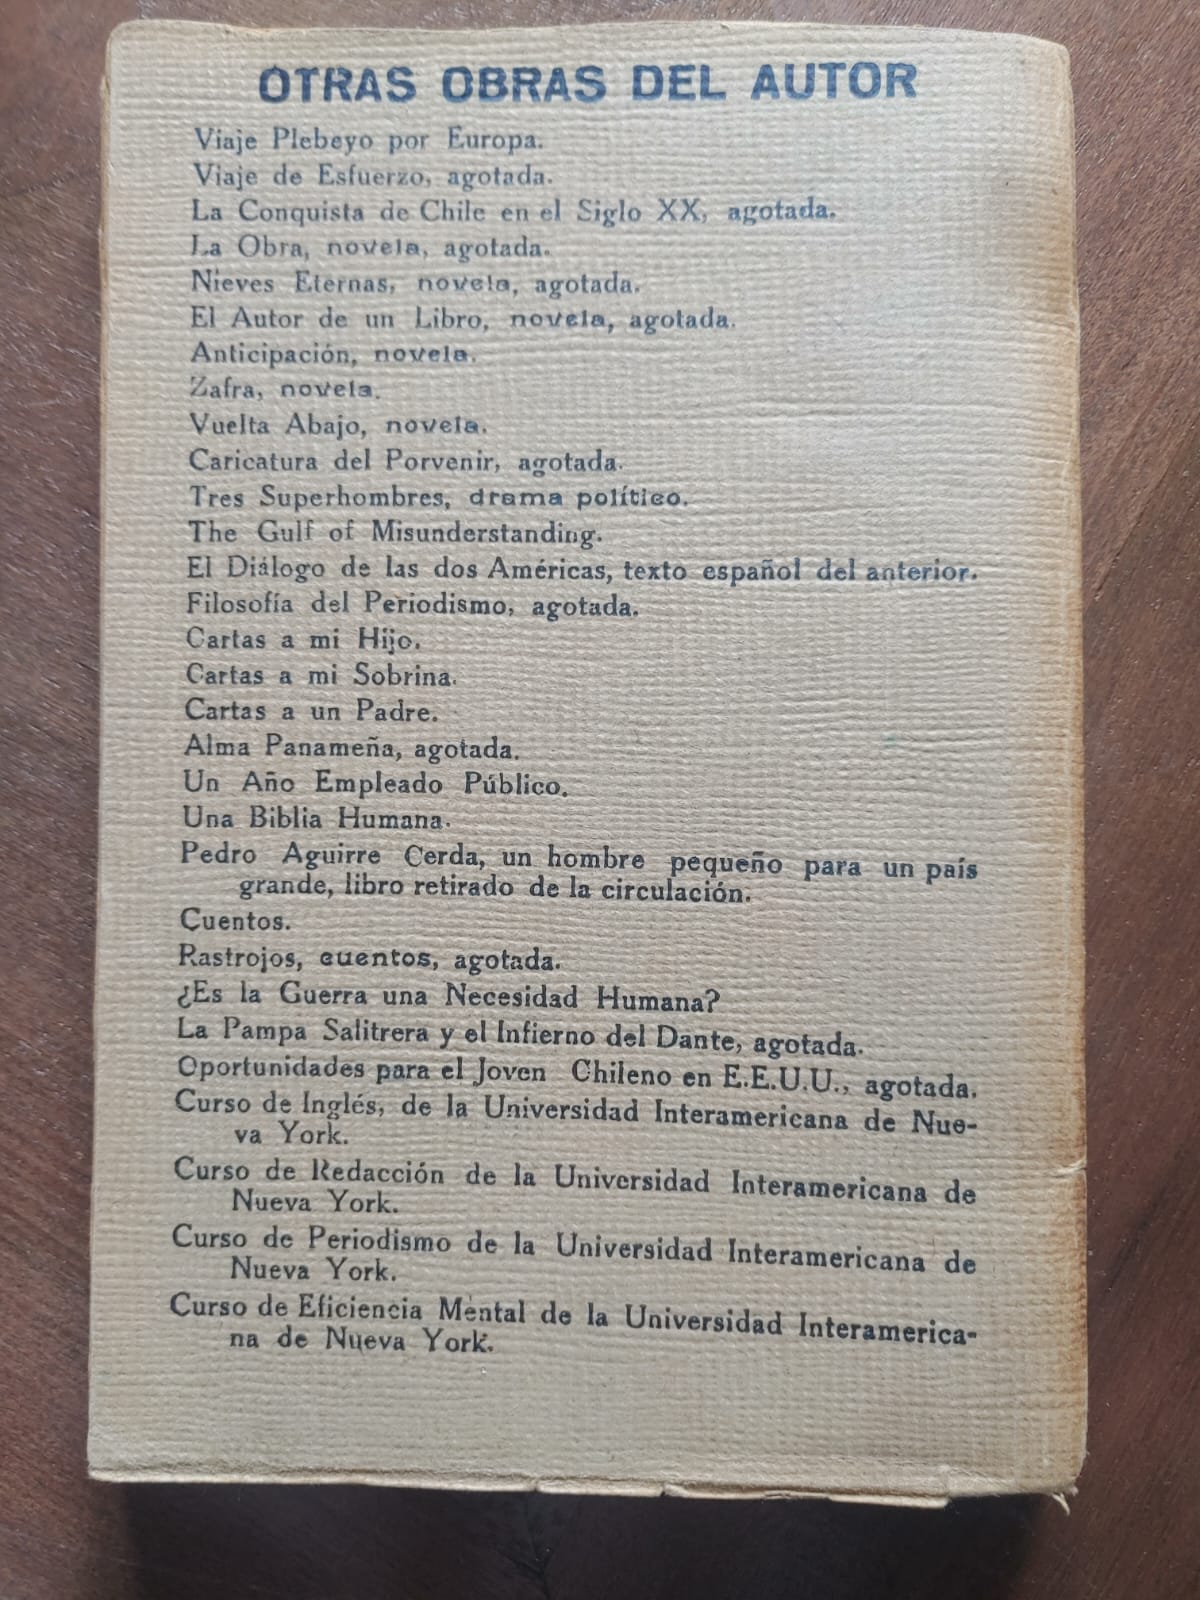 OTRAS OBRAS DEL AUTOR
Viaje Plebeyo por Europa.
Viaje de Esfuerzo, agotada.
La Conquista de Chile en el Siglo XX, agotada.
La Obra, novela, agotada.
Nieves Eternas, novela, agotada.
El Autor de un Libro, novela, agotada.
Anticipación, novela.
Zafra, novela.
Vuelta Abajo, novela.
Caricatura del Porvenir, agotada.
Tres Superhombres, drama político.
The Gulf of Misunderstanding.
El Diálogo de las dos Américas, texto español del anterior.
Filosofía del Periodismo, agotada.
Cartas a mi Hijo.
Cartas a mi Sobrina.
Cartas a un Padre.
Alma Panameña, agotada.
Un Año Empleado Público.
Una Biblia Humana.
Pedro Aguirre Cerda, un hombre pequeño para un país
grande, libro retirado de la circulación.
Cuentos.
Rastrojos, cuentos, agotada.
¿Es la Guerra una Necesidad Humana?
La Pampa Salitrera y el Infierno del Dante, agotada.
Oportunidades para el Joven Chileno en E.E.U.U., agotada.
Curso de Inglés, de la Universidad Interamericana de Nue-
va York.
Curso de Redacción de la Universidad Interamericana de
Nueva York.
Curso de Periodismo de la Universidad Interamericana de
Nueva York.
Curso de Eficiencia Mental de la Universidad Interamerica-
na de Nueva York.